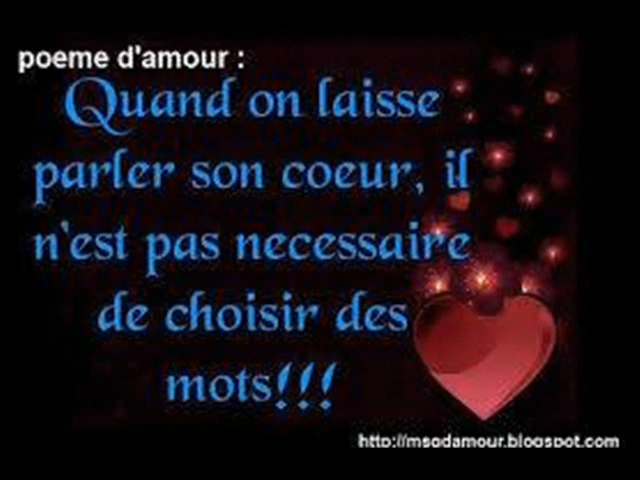 poeme d'amour :
Quand on laisse
parler son coeur, il
n'est pas necessaire
de choisir des
mots!!!
http://msgdamour.blogspot.com